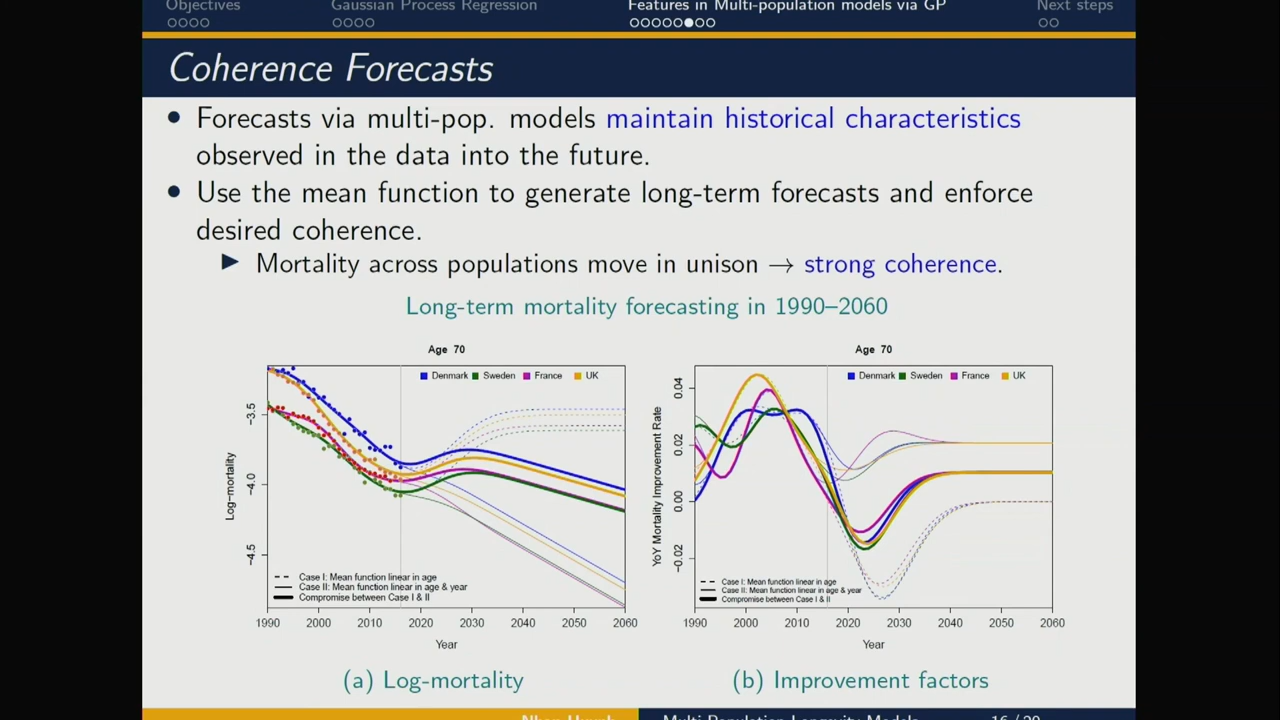 Objectives
Gaussian Process Regression
Features in Multi-population models via GP
Next steps
Coherence Forecasts
Forecasts via multi-pop. models maintain historical characteristics
observed in the data into the future.
Use the mean function to generate long-term forecasts and enforce
desired coherence.
Mortality across populations move in unison → strong coherence.
Long-term mortality forecasting in 1990–2060
Age 70
Denmark Sweden France UK
Log-mortality
-3.5
-4.0
-4.5
Case I: Mean function linear in age
Case II: Mean function linear in age & year
Compromise between Case I & II
1990 2000 2010 2020 2030 2040 2050 2060
Year
(a) Log-mortality
Age 70
Denmark Sweden France UK
YoY Mortality Improvement Rate
0.04
0.02
0.00
-0.02
Case I: Mean function linear in age
Case II: Mean function linear in age & year
Compromise between Case I & II
1990 2000 2010 2020 2030 2040 2050 2060
Year
(b) Improvement factors
Nhan Huynh
Multi-Population Longevity Models
16 / 20